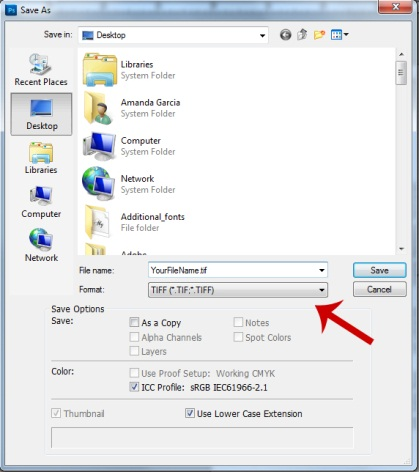 Ps Save As
Save in: Desktop
Recent Places
Desktop
Libraries
Computer
Network
Libraries
System Folder
Amanda Garcia
System Folder
Computer
System Folder
Network
System Folder
Additional_fonts
File folder
Adobe
File name: YourFileName.tif Save
Format: TIFF (*.TIF;*.TIFF) Cancel
Save Options
Save: As a Copy Notes
Alpha Channels Spot Colors
Layers
Color: Use Proof Setup: Working CMYK
ICC Profile: sRGB IEC61966-2.1
Thumbnail Use Lower Case Extension